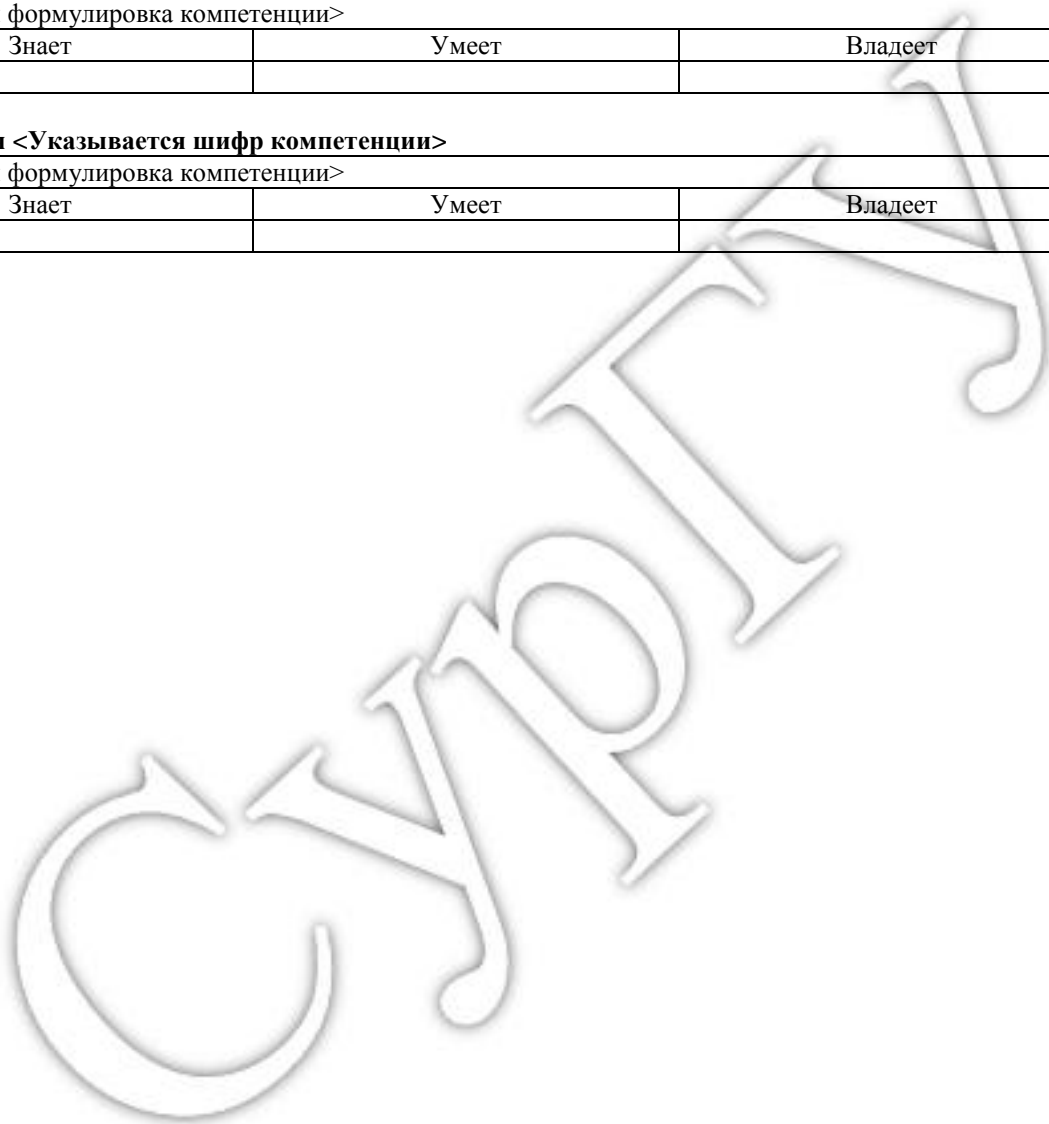 формулировка компетенции>
Знает Умеет Владеет
<Указывается шифр компетенции>
формулировка компетенции>
Знает Умеет Владеет
СурГУ